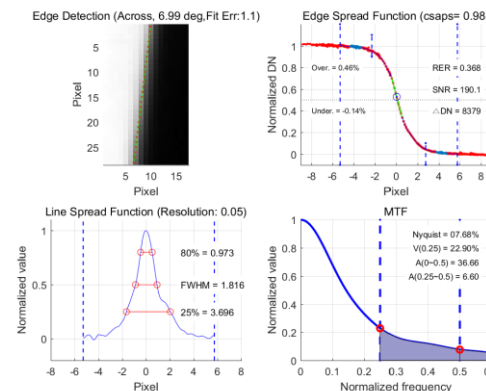 Edge Detection (Across, 6.99 deg,Fit Err:1.1)
5
10
15
20
25
Pixel
5 10 15
Pixel
Edge Spread Function (csaps= 0.98
1.0
0.8
0.6
0.4
0.2
0.0
Normalized DN
Over. = 0.46%
Under. = -0.14%
RER = 0.368
SNR = 190.1
△DN = 8379
-8 -6 -4 -2 0 2 4 6 8
Pixel
Line Spread Function (Resolution: 0.05)
1.0
0.5
0.0
Normalized value
80% = 0.973
FWHM = 1.816
25% = 3.696
-8 -6 -4 -2 0 2 4 6 8
Pixel
MTF
1
0.8
0.6
0.4
0.2
0
Normalized value
Nyquist = 07.68%
V(0.25) = 22.90%
A(0~0.5) = 36.66
A(0.25~0.5) = 6.60
0 0.1 0.2 0.3 0.4 0.5
Normalized frequency